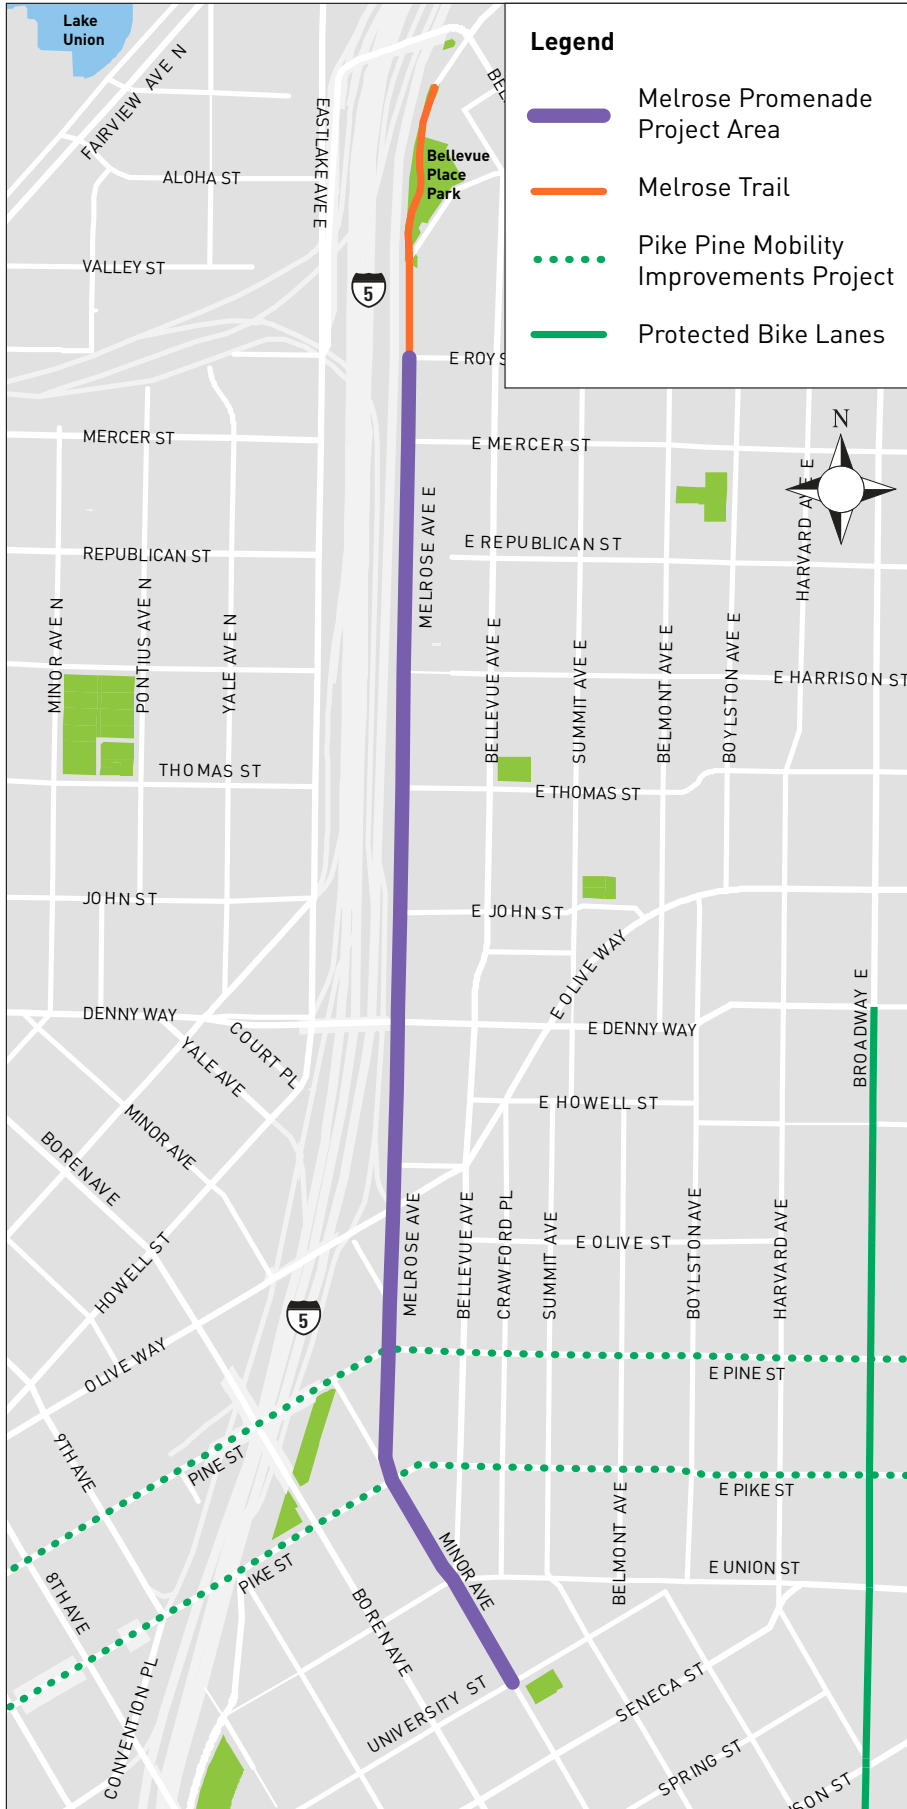 Lake
Union
Legend
Melrose Promenade
Project Area
Melrose Trail
Pike Pine Mobility
Improvements Project
Protected Bike Lanes
FAIRVIEW AVE N
EASTLAKE AVE E
ALOHA ST
Bellevue
Place
Park
VALLEY ST
5
E ROY S
N
MERCER ST
E MERCER ST
HARVARD AVE E
MELROSE AVE E
REPUBLICAN ST
E REPUBLICAN ST
MINOR AVE N
PONTIUS AVE N
YALE AVE N
BELLEVUE AVE E
SUMMIT AVE E
BELMONT AVE E
BOYLSTON AVE E
E HARRISON ST
THOMAS ST
E THOMAS ST
JOHN ST
E JOHN ST
E OLIVE WAY
BROADWAY E
DENNY WAY
COURT PL
E DENNY WAY
YALE AVE
E HOWELL ST
MINOR AVE
BOREN AVE
MELROSE AVE
BELLEVUE AVE
CRAWFORD PL
SUMMIT AVE
BOYLSTON AVE
HARVARD AVE
E OLIVE ST
HOWELL ST
5
OLIVE WAY
E PINE ST
9TH AVE
PINE ST
E PIKE ST
BELMONT AVE
MINOR AVE
PIKE ST
E UNION ST
8TH AVE
BOREN AVE
CONVENTION PL
UNIVERSITY ST
SENECA ST
SPRING ST
SON ST